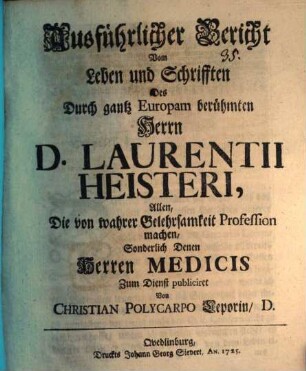 Ausführlicher Bericht
35.
Vom
Leben und Schrifften
Des
Durch gantz Europam berühmten
Herrn
D. LAURENTII
HEISTERI,
Allen,
Die von wahrer Gelehrsamkeit Profession
machen,
Sonderlich Denen
Herren MEDICIS
Zum Dienst publiciret
Von
CHRISTIAN POLYCARPO Leporin/ D.
Qvedlinburg,
Druckts Johann Georg Sievert, AN. 1725.